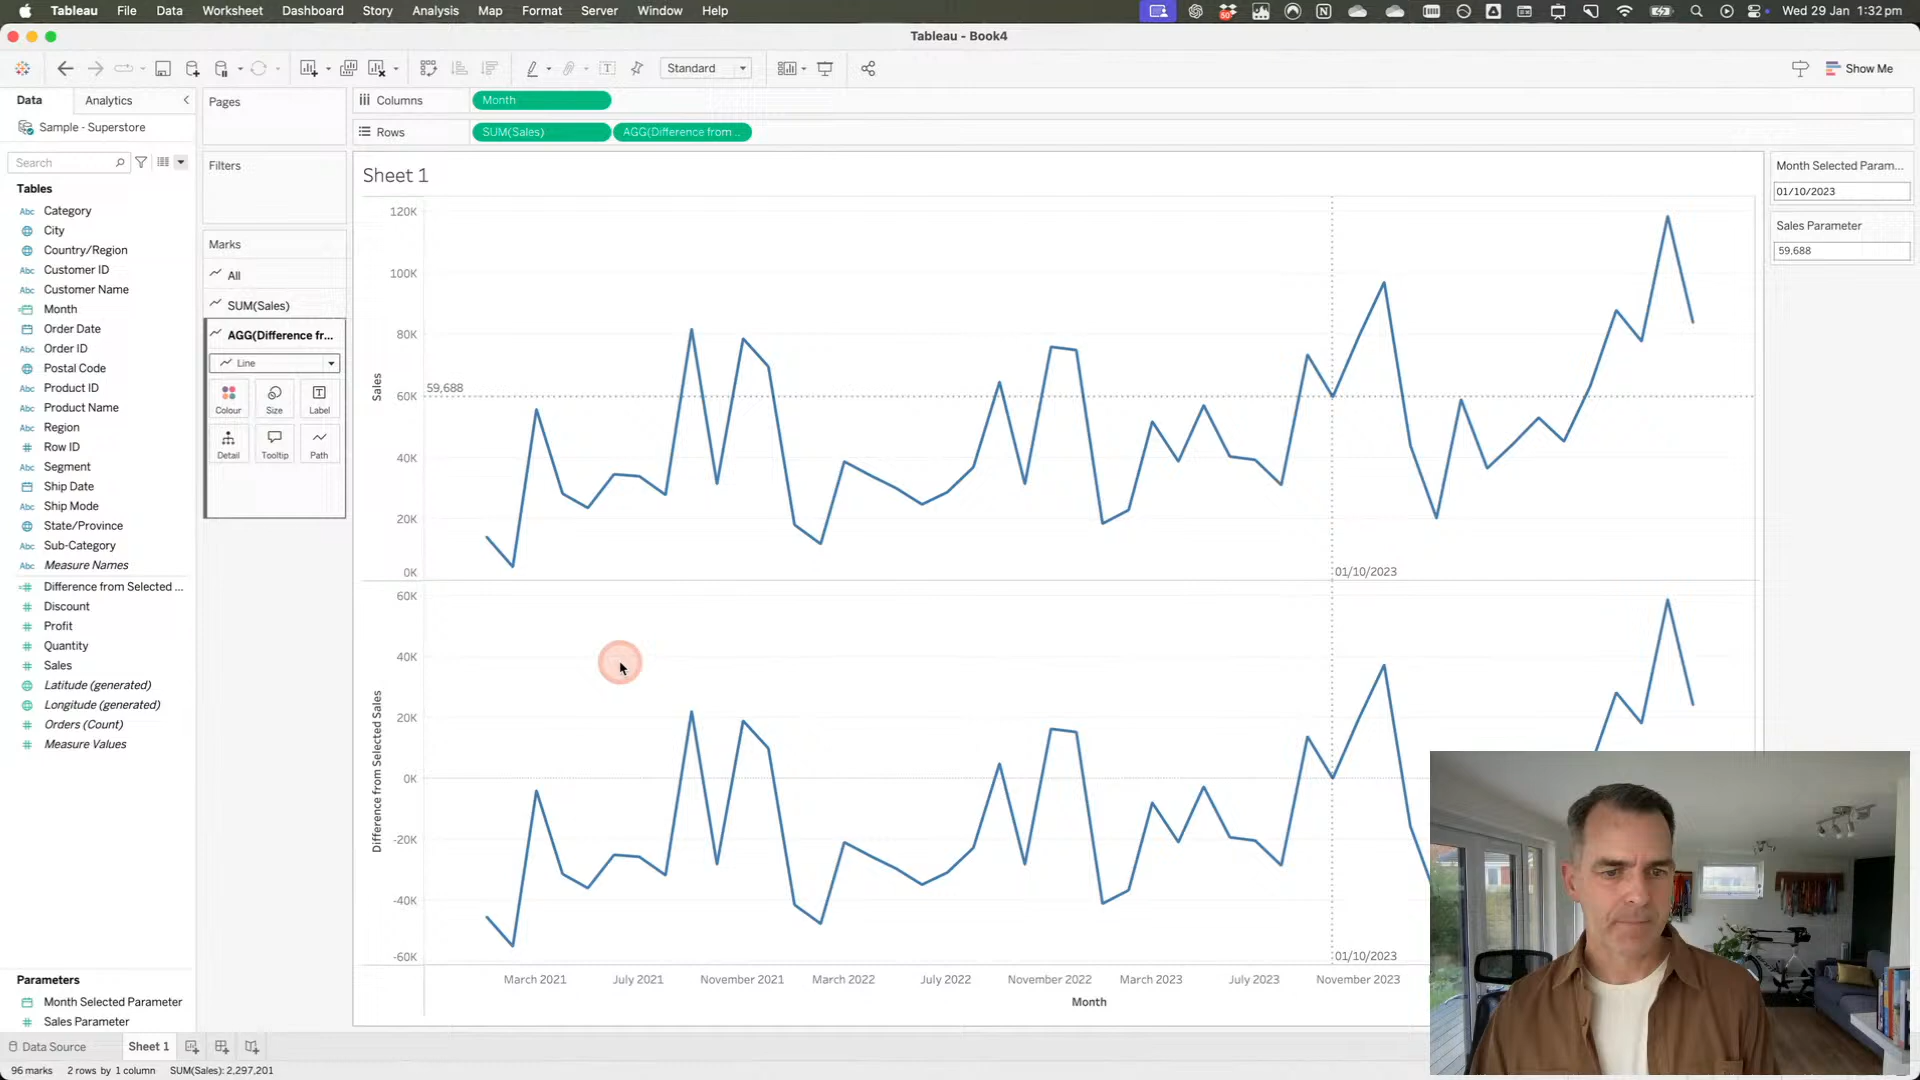 Tableau File Data Worksheet Dashboard Story Analysis Map Format Server Window Help
Wed 29 Jan 1:32 pm
Tableau - Book4
Standard
Show Me
Data Analytics
Sample - Superstore
Search
Tables
Category
City
Country/Region
Customer ID
Customer Name
Month
Order Date
Order ID
Postal Code
Product ID
Product Name
Region
Row ID
Segment
Ship Date
Ship Mode
State/Province
Sub-Category
Measure Names
Difference from Selected ...
Discount
Profit
Quantity
Sales
Latitude (generated)
Longitude (generated)
Orders (Count)
Measure Values
Parameters
Month Selected Parameter
Sales Parameter
Pages
Filters
Marks
All
SUM(Sales)
AGG(Difference fr...
Line
Colour Size Label
Detail Tooltip Path
Columns Month
Rows SUM(Sales) AGG(Difference from ..
Sheet 1
120K
100K
80K
60K
40K
20K
0K
Sales
59,688
01/10/2023
60K
40K
20K
0K
-20K
-40K
-60K
Difference from Selected Sales
01/10/2023
March 2021 July 2021 November 2021 March 2022 July 2022 November 2022 March 2023 July 2023 November 2023
Month
Month Selected Param...
01/10/2023
Sales Parameter
59,688
Data Source Sheet 1
96 marks 2 rows by 1 column SUM(Sales): 2,297,201